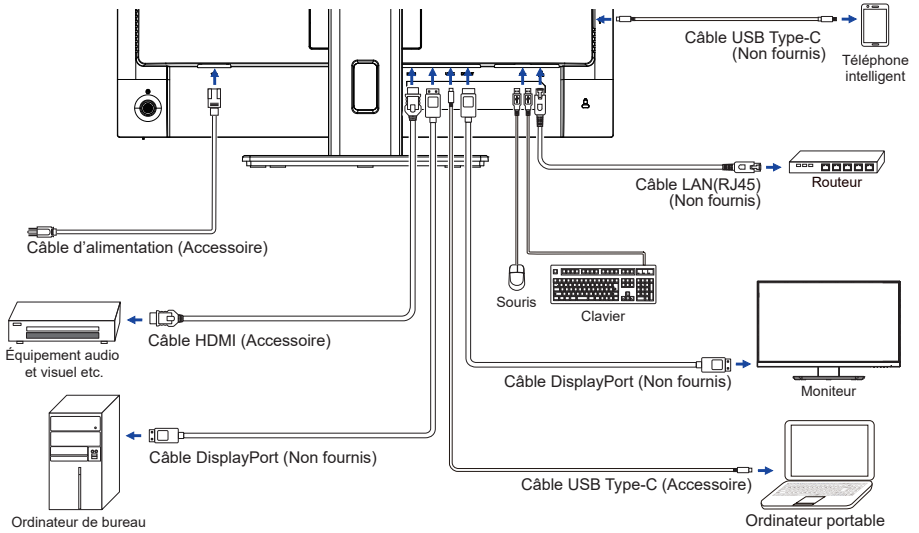 Câble USB Type-C
(Non fournis)
Téléphone
intelligent
Câble LAN(RJ45)
(Non fournis)
Routeur
Câble d'alimentation (Accessoire)
Souris
Clavier
Équipement audio
et visuel etc.
Câble HDMI (Accessoire)
Câble DisplayPort (Non fournis)
Moniteur
Câble DisplayPort (Non fournis)
Ordinateur de bureau
Câble USB Type-C (Accessoire)
Ordinateur portable